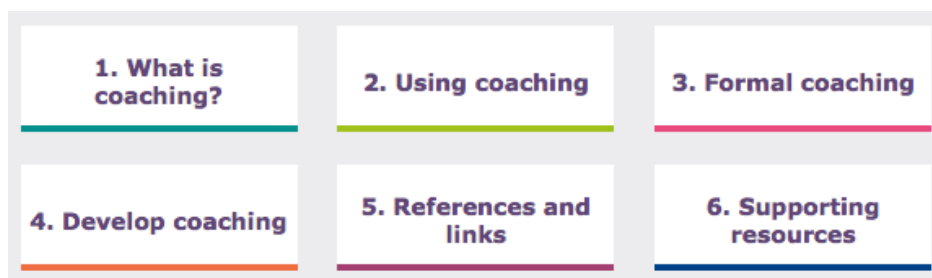 1. What is
coaching?
2. Using coaching
3. Formal coaching
4. Develop coaching
5. References and
links
6. Supporting
resources